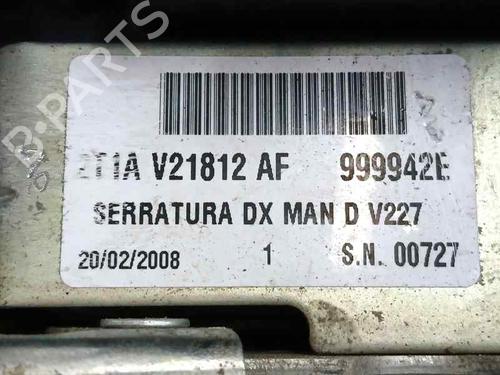 2T1A V21812 AF 999942E
SERRATURA DX MAN D V227
20/02/2008 1 S.N. 00727
B-PARTS